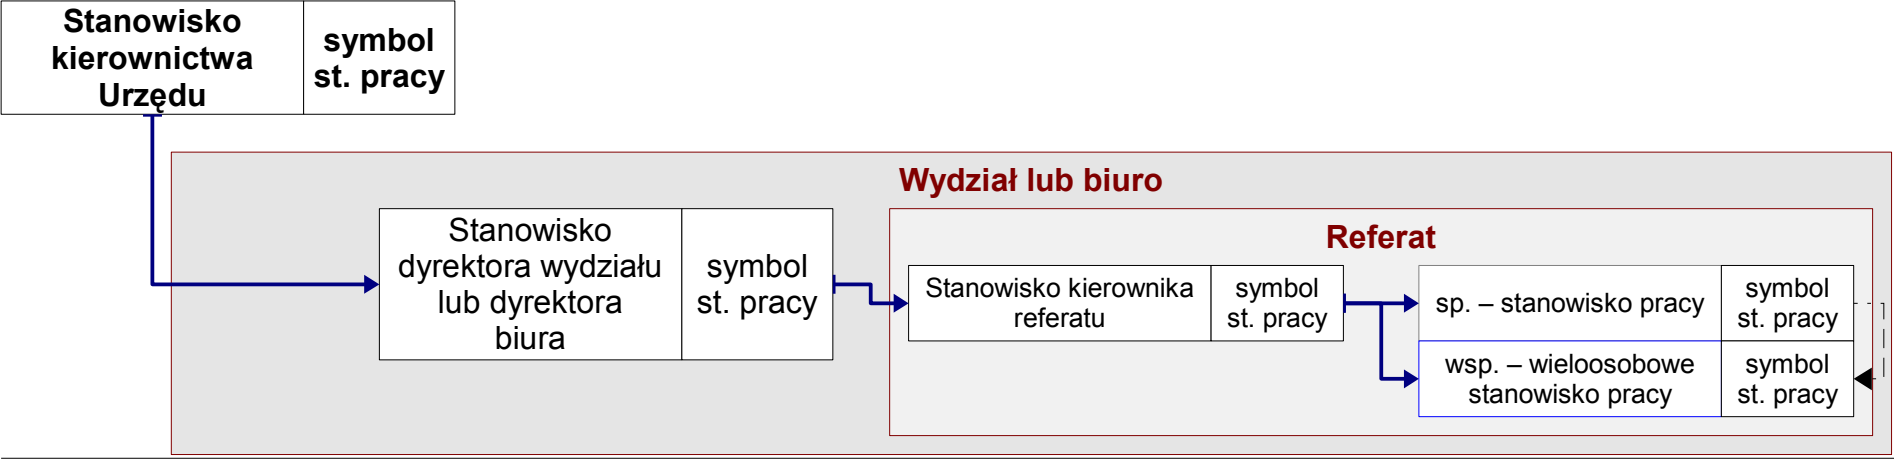 Stanowisko
kierownictwa
Urzędu
symbol
st. pracy
Wydział lub biuro
Stanowisko
dyrektora wydziału
lub dyrektora
biura
symbol
st. pracy
Referat
Stanowisko kierownika
referatu
symbol
st. pracy
sp. – stanowisko pracy
symbol
st. pracy
wsp. – wieloosobowe
stanowisko pracy
symbol
st. pracy